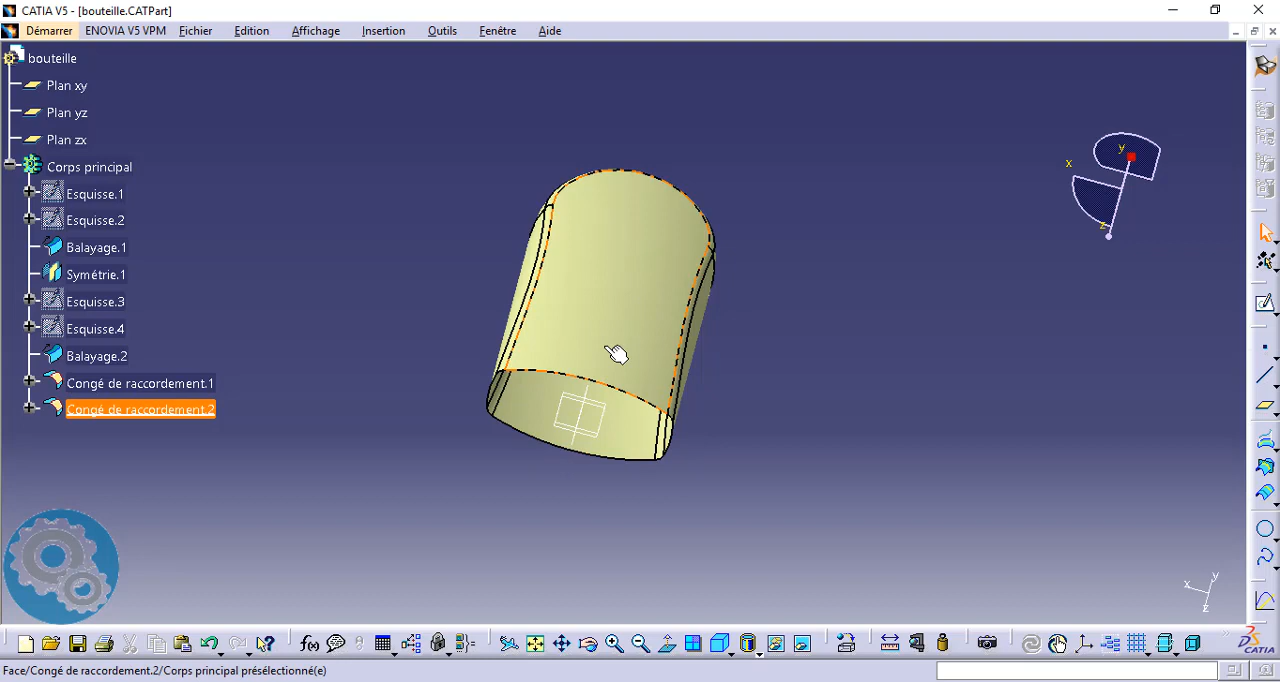 CATIA V5 - [bouteille.CATPart]
Démarrer ENOVIA V5 VPM Fichier Edition Affichage Insertion Outils Fenêtre Aide
bouteille
Plan xy
Plan yz
Plan zx
Corps principal
Esquisse.1
Esquisse.2
Balayage.1
Symétrie.1
Esquisse.3
Esquisse.4
Balayage.2
Congé de raccordement.1
Congé de raccordement.2
x
y
z
x
y
z
f(x)
CATIA
Face/Congé de raccordement.2/Corps principal présélectionné(e)